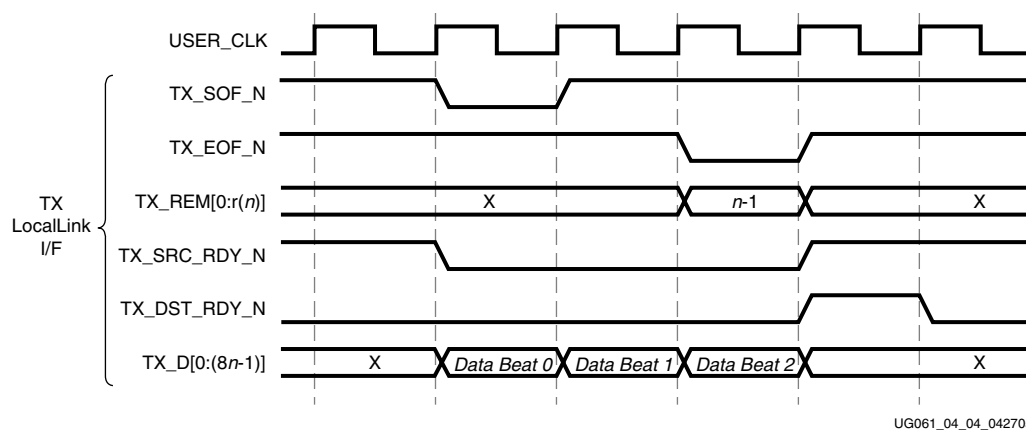 USER_CLK
TX_SOF_N
TX_EOF_N
TX
LocalLink
I/F
TX_REM[0:r(n)]
X
n-1
X
TX_SRC_RDY_N
TX_DST_RDY_N
TX_D[0:(8n-1)]
X
Data Beat 0
Data Beat 1
Data Beat 2
X
UG061_04_04_04270